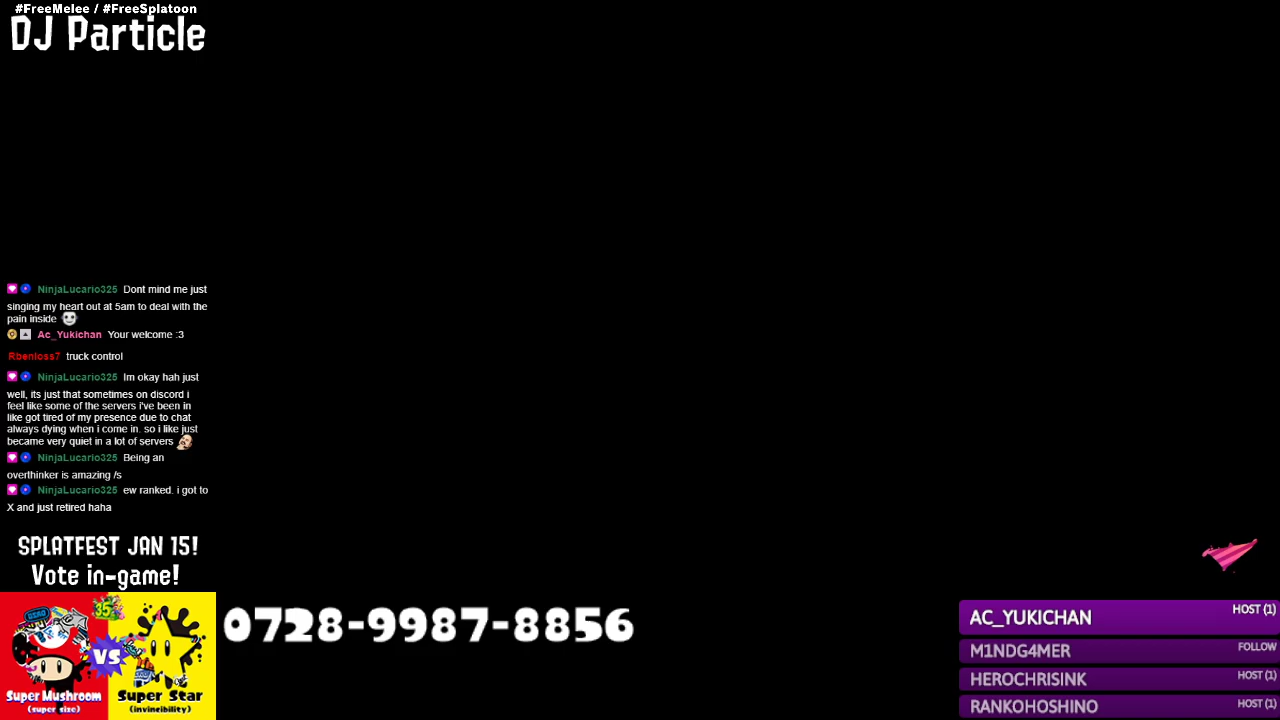 #FreeMelee / #FreeSplatoon
DJ Particle
NinjaLucario325 Dont mind me just
singing my heart out at 5am to deal with the
pain inside
Ac_Yukichan Your welcome :3
Rbenloss7 truck control
NinjaLucario325 Im okay hah just
well, its just that sometimes on discord i
feel like some of the servers i've been in
like got tired of my presence due to chat
always dying when i come in. so i like just
became very quiet in a lot of servers
NinjaLucario325 Being an
overthinker is amazing /s
NinjaLucario325 ew ranked. i got to
X and just retired haha
SPLATFEST JAN 15!
Vote in-game!
35th
VS
Super Mushroom
(super size)
Super Star
(invincibility)
0728-9987-8856
AC_YUKICHAN HOST (1)
M1NDG4MER FOLLOW
HEROCHRISINK HOST (1)
RANKOHOSHINO HOST (1)